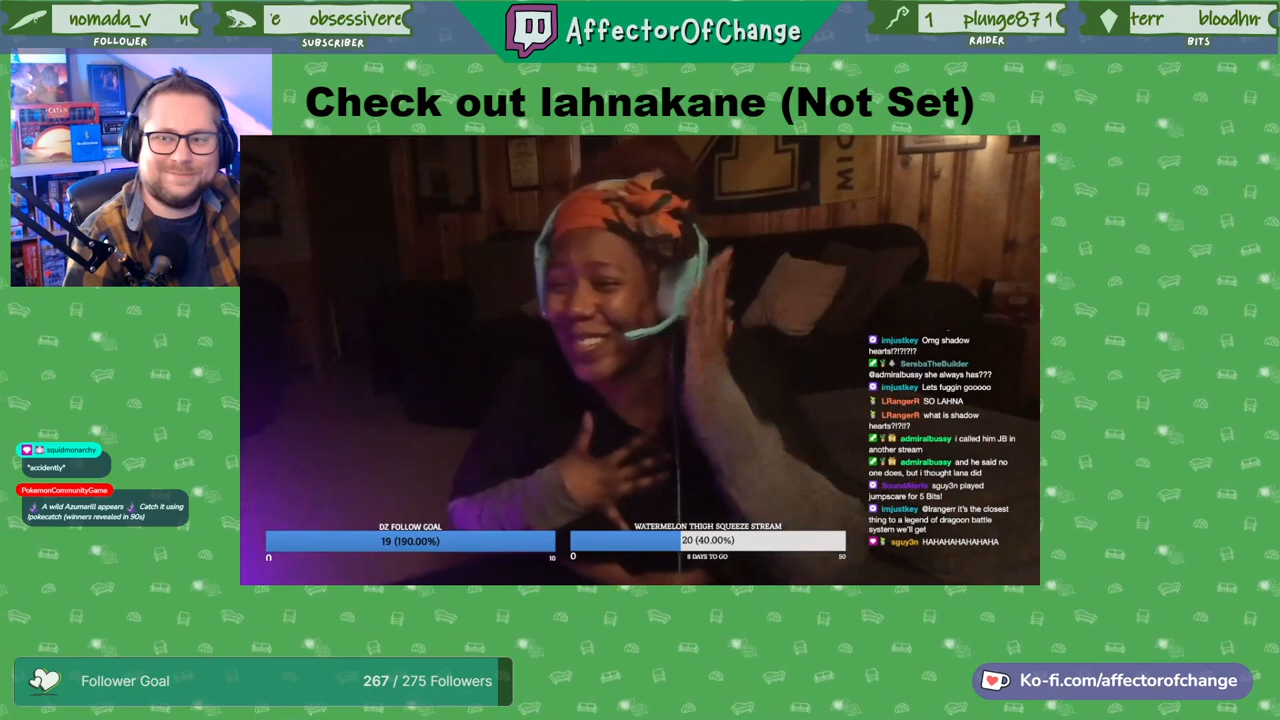 nomada_v n
FOLLOWER
obsessivere
SUBSCRIBER
AffectorOfChange
1 plunge87 1
RAIDER
terr bloodhu
BITS
Check out lahnakane (Not Set)
CATAN
MIC
imjustkey Omg shadow
hearts!?!?!?!?
SerebaTheBuilder
@admiralbussy she always has???
imjustkey Lets fuggin gooooo
LRangerR SO LAHNA
LRangerR what is shadow
hearts?!?!!?
admiralbussy i called him JB in
another stream
admiralbussy and he said no
one does, but i thought lana did
SoundAlerts sguy3n played
jumpscare for 5 Bits!
imjustkey @lrangerr it's the closest
thing to a legend of dragoon battle
system we'll get
sguy3n HAHAHAHAHAHA
squidmonarchy
*accidently*
PokemonCommunityGame
A wild Azumarill appears Catch it using
!pokecatch (winners revealed in 90s)
DZ FOLLOW GOAL
19 (190.00%)
0 10
WATERMELON THIGH SQUEEZE STREAM
20 (40.00%)
0 8 DAYS TO GO 50
Follower Goal 267 / 275 Followers
Ko-fi.com/affectorofchange